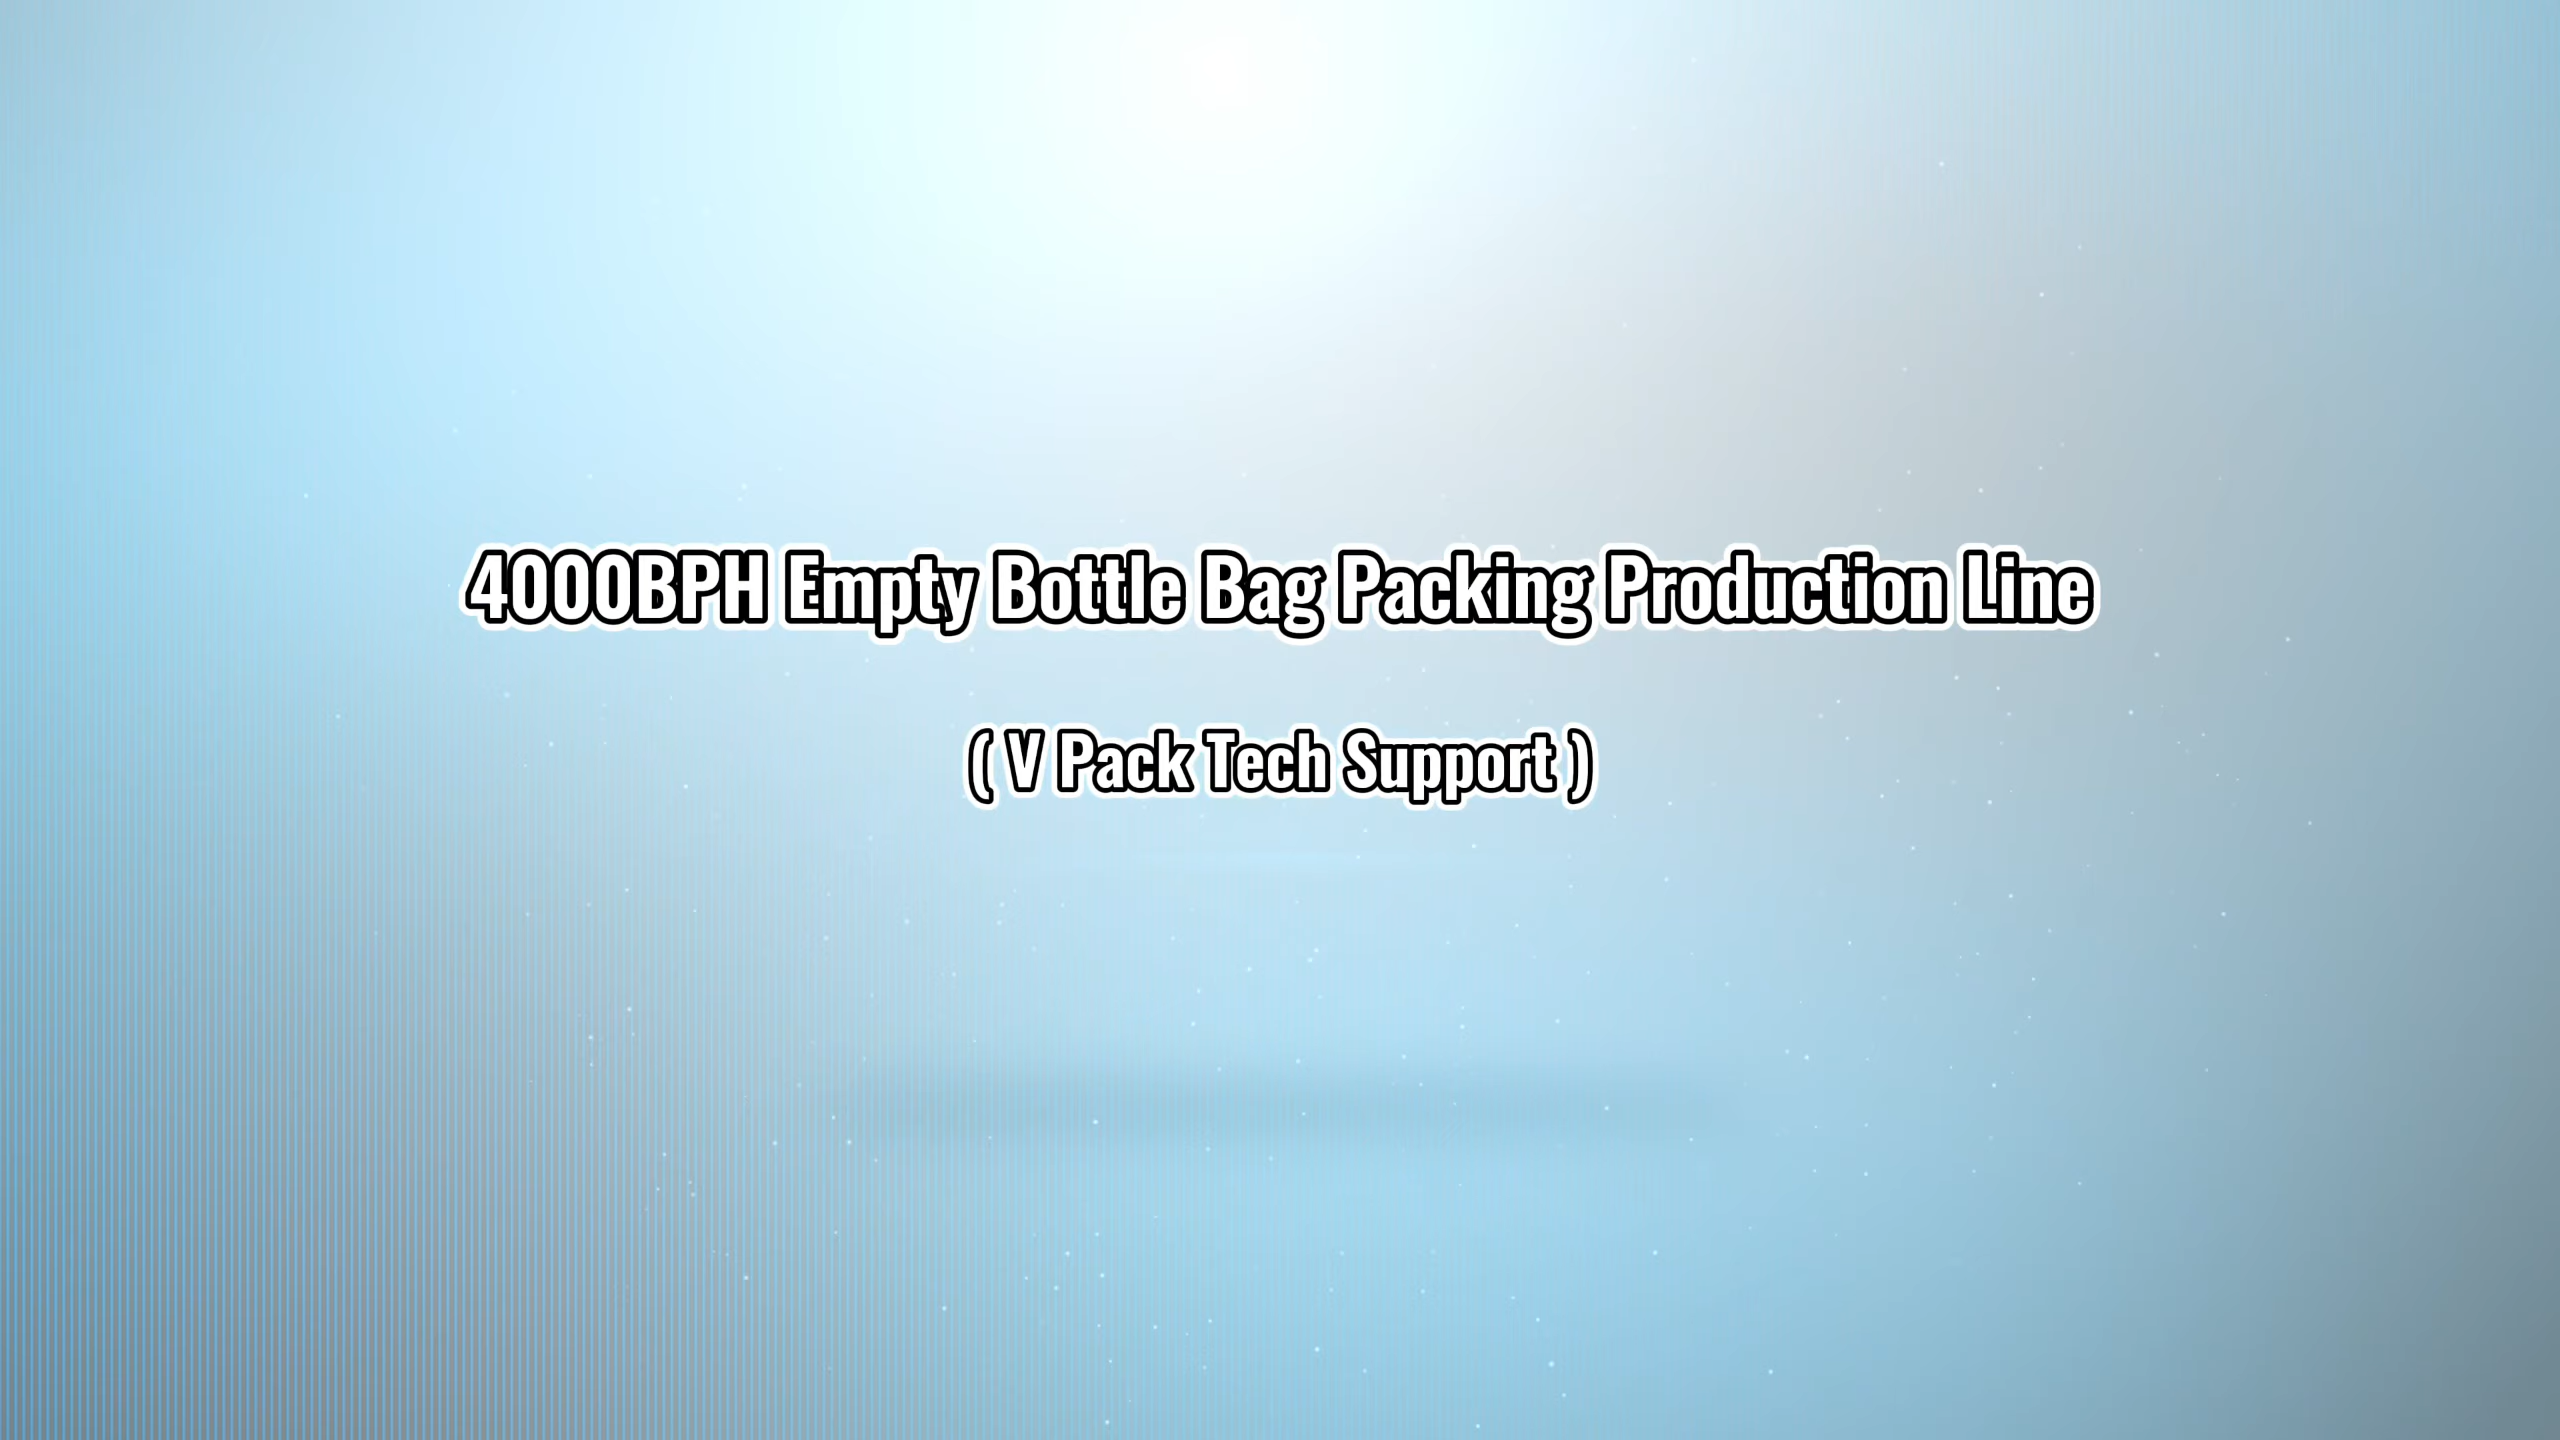 4000BPH Empty Bottle Bag Packing Production Line
( V Pack Tech Support )